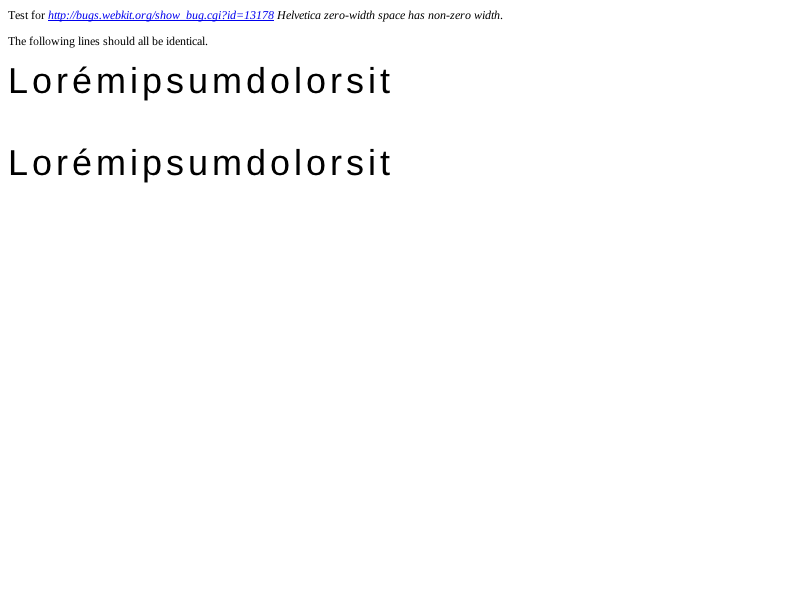 Test for http://bugs.webkit.org/show_bug.cgi?id=13178 Helvetica zero-width space has non-zero width.
The following lines should all be identical.
Lorémipsumdolorsit
Lorémipsumdolorsit